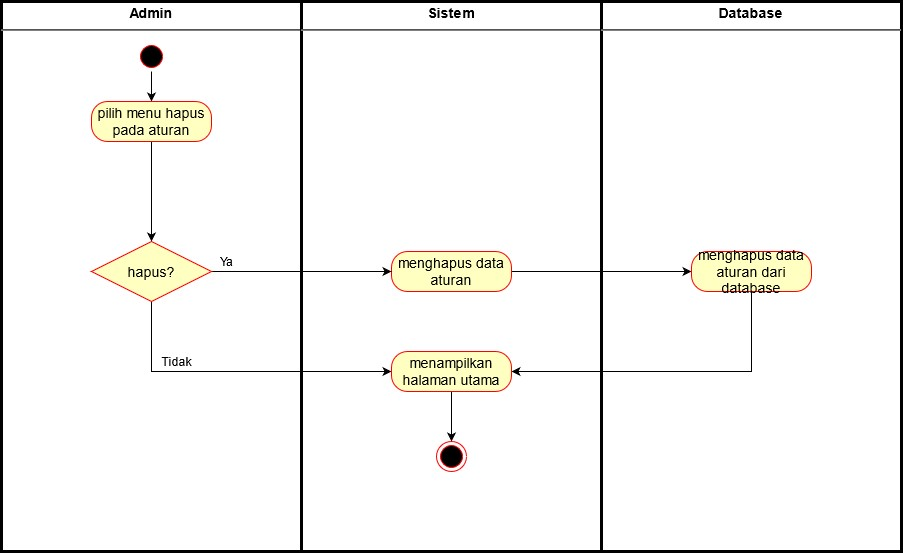 Admin
Sistem
Database
pilih menu hapus
pada aturan
hapus?
Ya
menghapus data
aturan
menghapus data
aturan dari
database
Tidak
menampilkan
halaman utama